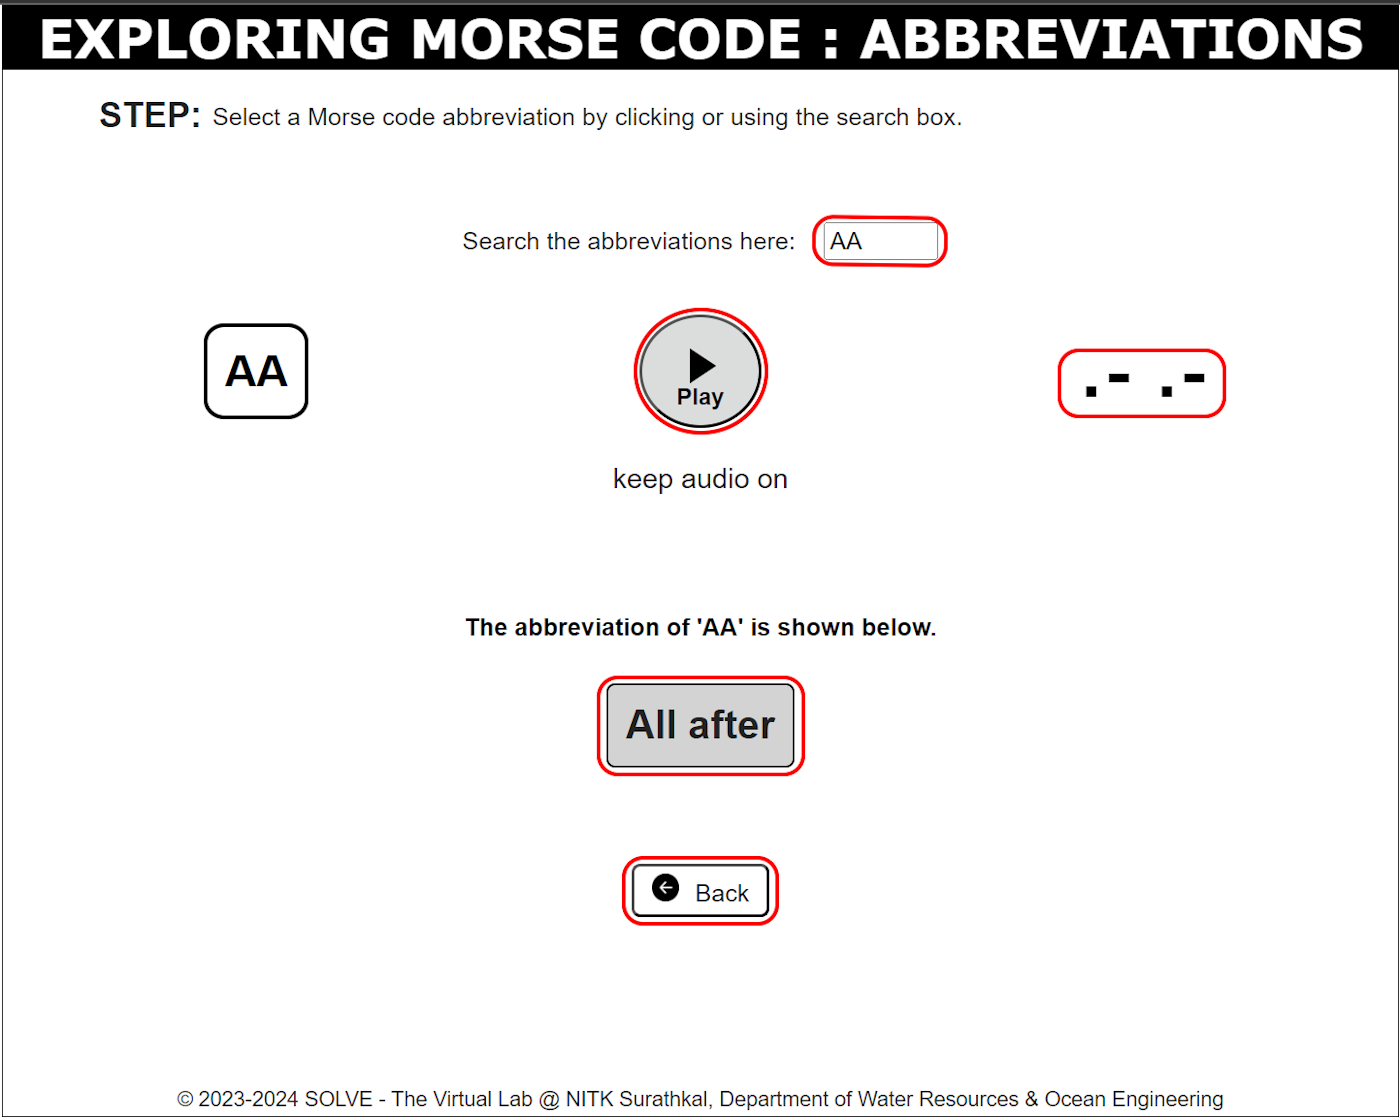 EXPLORING MORSE CODE : ABBREVIATIONS
STEP: Select a Morse code abbreviation by clicking or using the search box.
Search the abbreviations here: AA
AA
Play
.- .-
keep audio on
The abbreviation of 'AA' is shown below.
All after
Back
© 2023-2024 SOLVE - The Virtual Lab @ NITK Surathkal, Department of Water Resources & Ocean Engineering